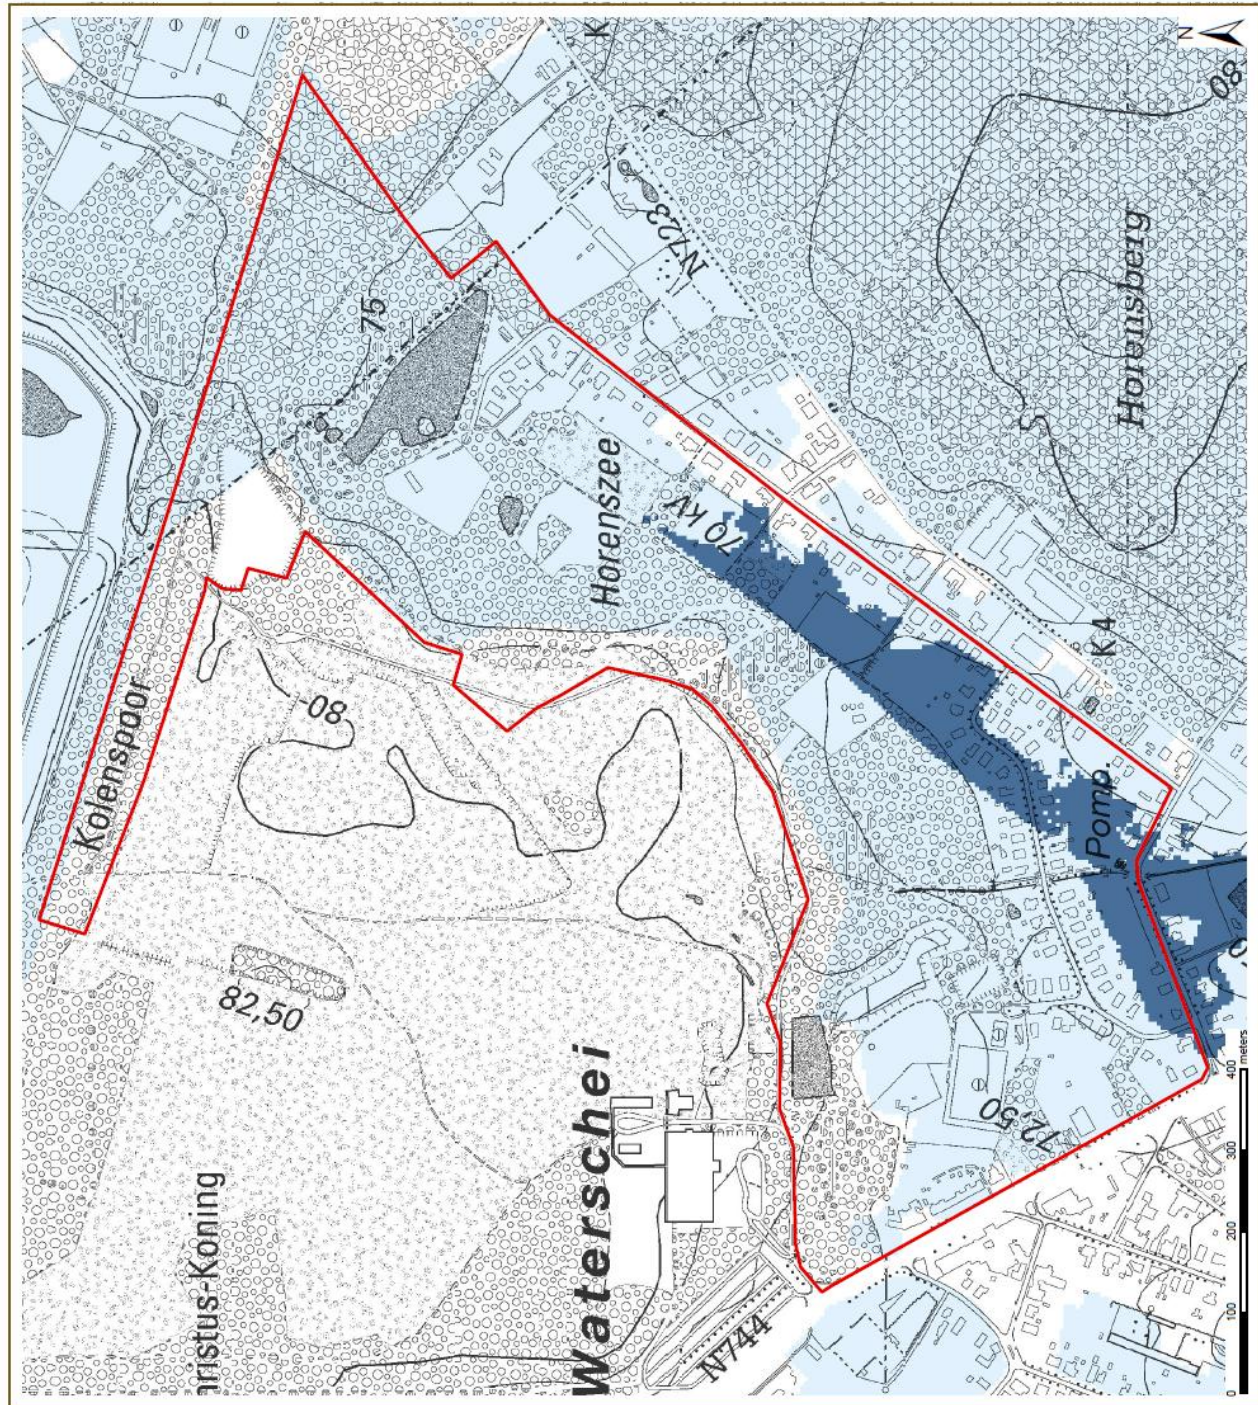 N
K
80
75
N723
Horensberg
Kolenspoor
Horenszee
70 kV
80
K4
Pomp.
82,50
72,50
Waterschei
ristus-Koning
N744
0 100 200 300 400
meters